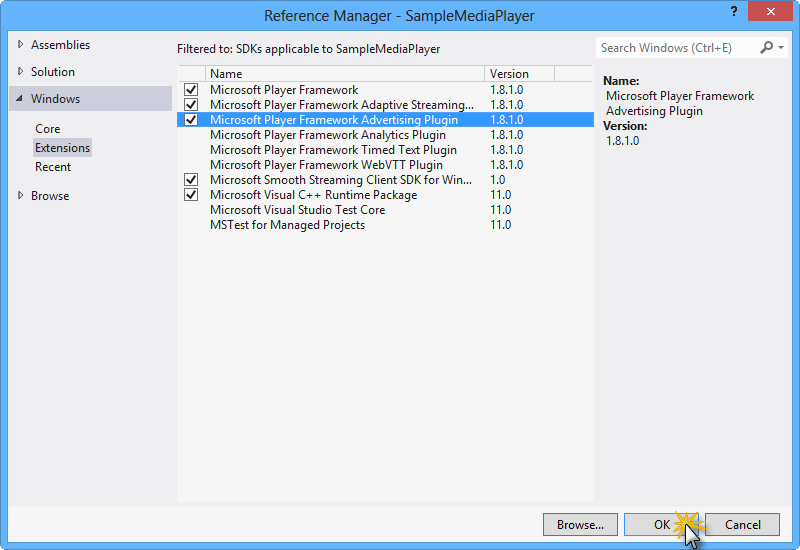 Reference Manager - SampleMediaPlayer
?
Assemblies
Solution
Windows
Core
Extensions
Recent
Browse
Filtered to: SDKs applicable to SampleMediaPlayer
Name Version
Microsoft Player Framework 1.8.1.0
Microsoft Player Framework Adaptive Streaming... 1.8.1.0
Microsoft Player Framework Advertising Plugin 1.8.1.0
Microsoft Player Framework Analytics Plugin 1.8.1.0
Microsoft Player Framework Timed Text Plugin 1.8.1.0
Microsoft Player Framework WebVTT Plugin 1.8.1.0
Microsoft Smooth Streaming Client SDK for Win... 1.0
Microsoft Visual C++ Runtime Package 11.0
Microsoft Visual Studio Test Core 11.0
MSTest for Managed Projects 11.0
Search Windows (Ctrl+E)
Name:
Microsoft Player Framework
Advertising Plugin
Version:
1.8.1.0
Browse... OK Cancel